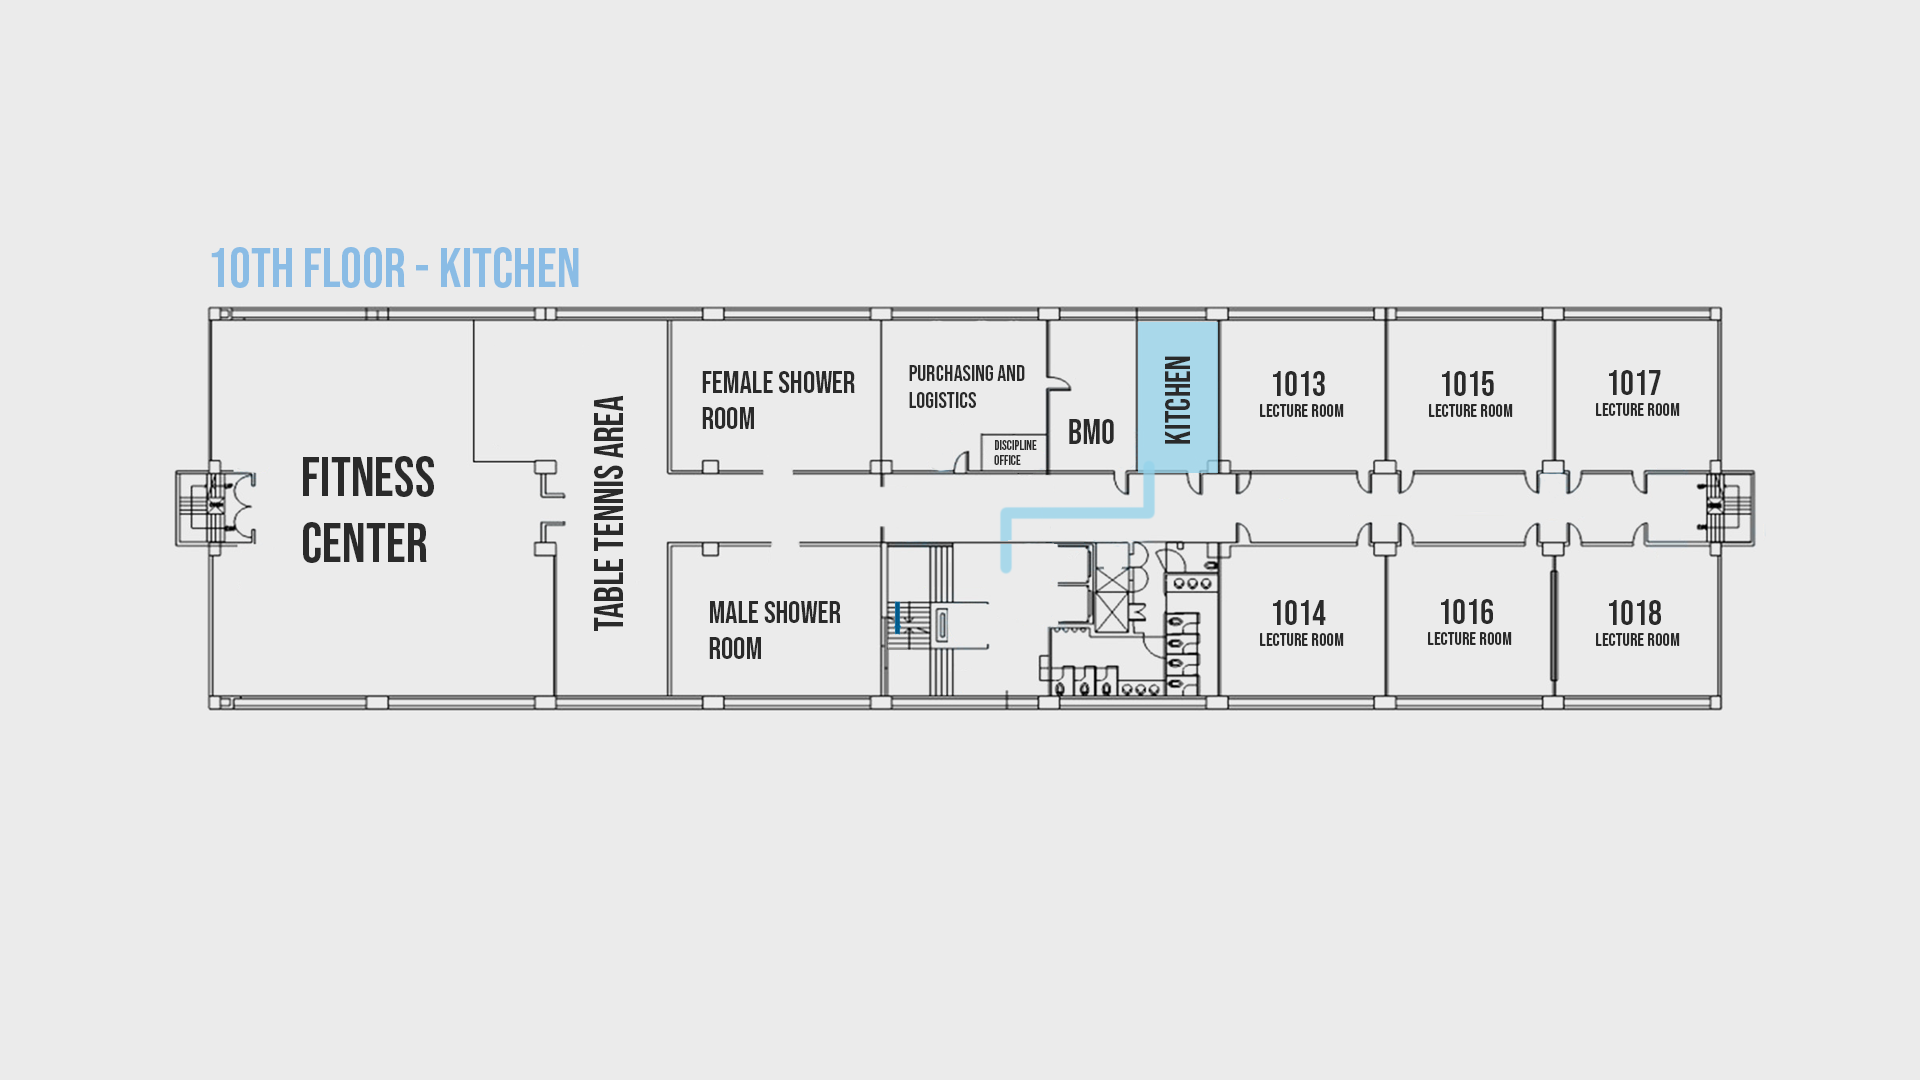 10TH FLOOR - KITCHEN
FITNESS
CENTER
TABLE TENNIS AREA
FEMALE SHOWER
ROOM
MALE SHOWER
ROOM
PURCHASING AND
LOGISTICS
DISCIPLINE
OFFICE
BMO
KITCHEN
1013
LECTURE ROOM
1015
LECTURE ROOM
1017
LECTURE ROOM
1014
LECTURE ROOM
1016
LECTURE ROOM
1018
LECTURE ROOM